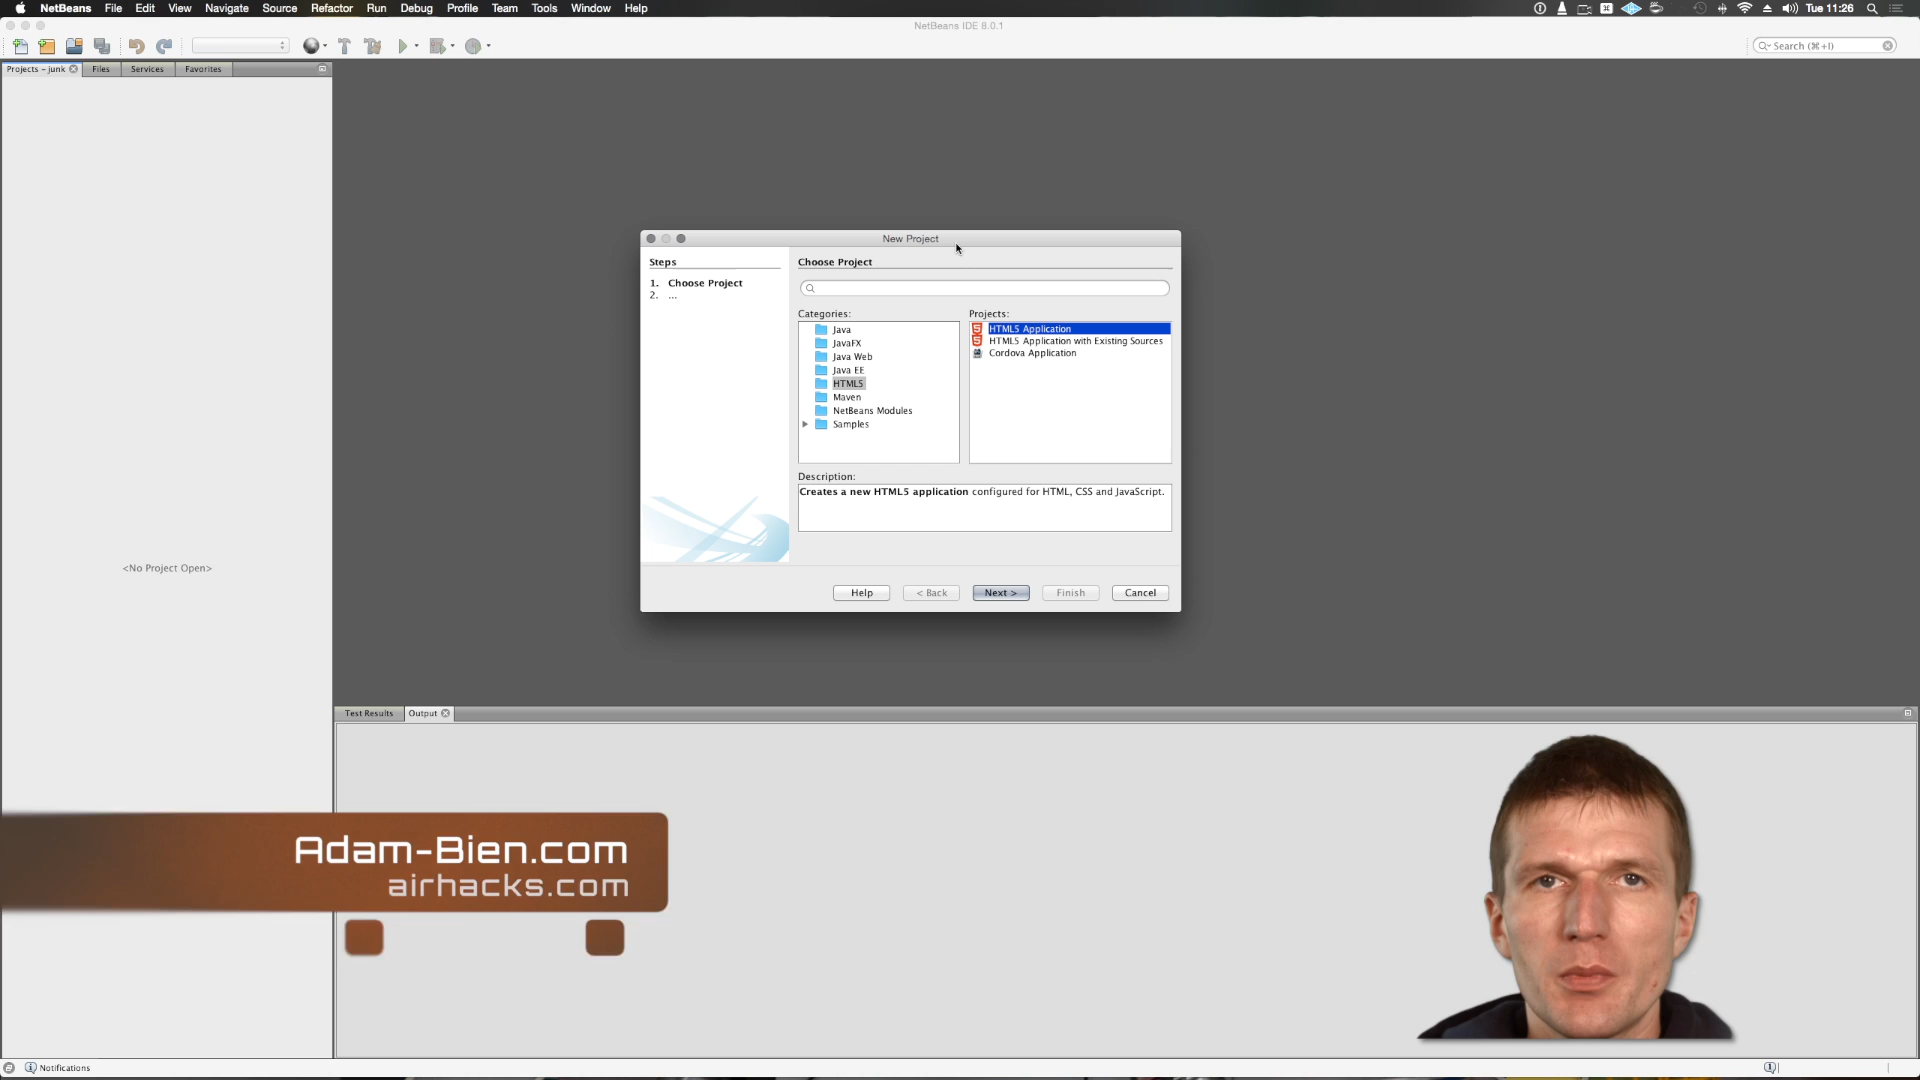 NetBeans File Edit View Navigate Source Refactor Run Debug Profile Team Tools Window Help
Tue 11:26
NetBeans IDE 8.0.1
Search (⌘+I)
Projects – junk Files Services Favorites
<No Project Open>
New Project
Steps
1. Choose Project
2. ...
Choose Project
Categories:
Java
JavaFX
Java Web
Java EE
HTML5
Maven
NetBeans Modules
Samples
Projects:
HTML5 Application
HTML5 Application with Existing Sources
Cordova Application
Description:
Creates a new HTML5 application configured for HTML, CSS and JavaScript.
Help < Back Next > Finish Cancel
Test Results Output
Adam-Bien.com
airhacks.com
Notifications